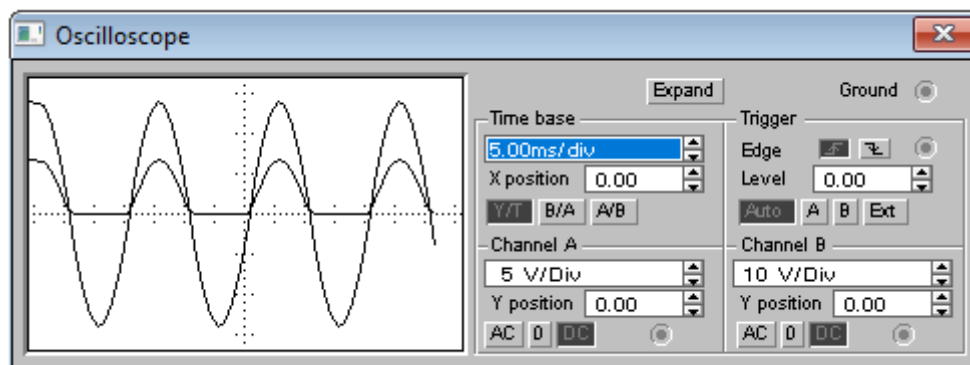 Oscilloscope
Expand Ground
Time base
5.00ms/div
X position 0.00
Y/T B/A A/B
Trigger
Edge
Level 0.00
Auto A B Ext
Channel A
5 V/Div
Y position 0.00
AC 0 DC
Channel B
10 V/Div
Y position 0.00
AC 0 DC